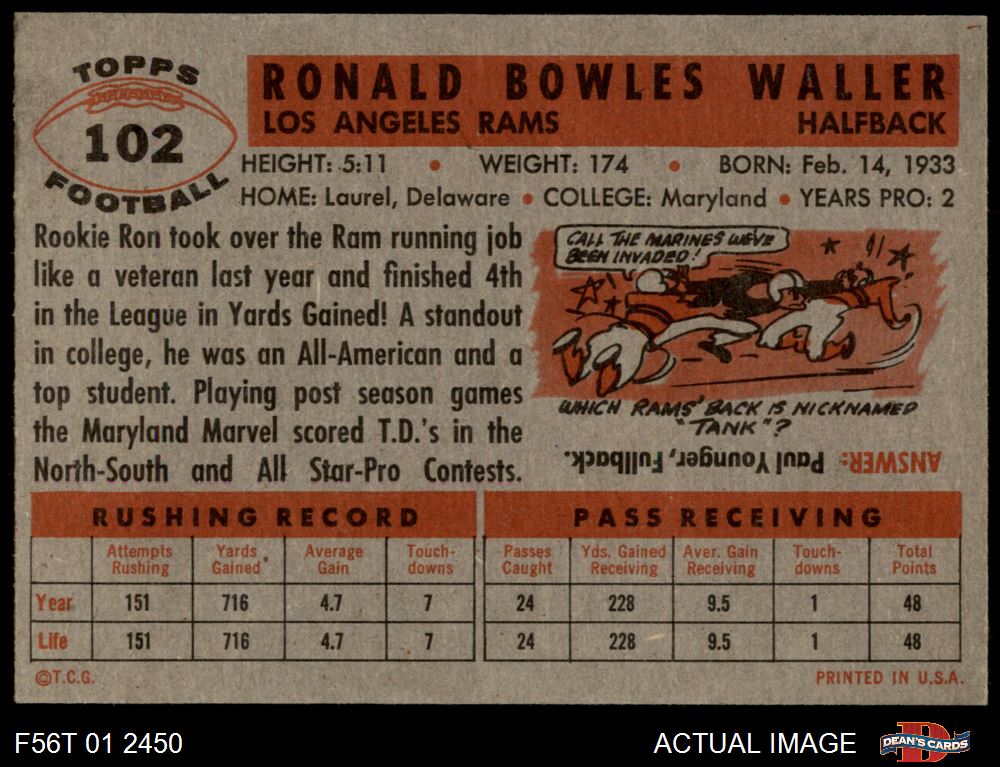 TOPPS
102
FOOTBALL
RONALD BOWLES WALLER
LOS ANGELES RAMS HALFBACK
HEIGHT: 5:11 • WEIGHT: 174 • BORN: Feb. 14, 1933
HOME: Laurel, Delaware • COLLEGE: Maryland • YEARS PRO: 2
Rookie Ron took over the Ram running job
like a veteran last year and finished 4th
in the League in Yards Gained! A standout
in college, he was an All-American and a
top student. Playing post season games
the Maryland Marvel scored T.D.'s in the
North-South and All Star-Pro Contests.
CALL THE MARINES WE'VE
BEEN INVADED!
WHICH RAMS' BACK IS NICKNAMED
"TANK"?
ANSWER: Paul Younger, Fullback.
RUSHING RECORD
Attempts Rushing Yards Gained Average Gain Touch-downs
Year 151 716 4.7 7
Life 151 716 4.7 7
PASS RECEIVING
Passes Caught Yds. Gained Receiving Aver. Gain Receiving Touch-downs Total Points
24 228 9.5 1 48
24 228 9.5 1 48
©T.C.G. PRINTED IN U.S.A.
F56T 01 2450 ACTUAL IMAGE D DEAN'S CARDS